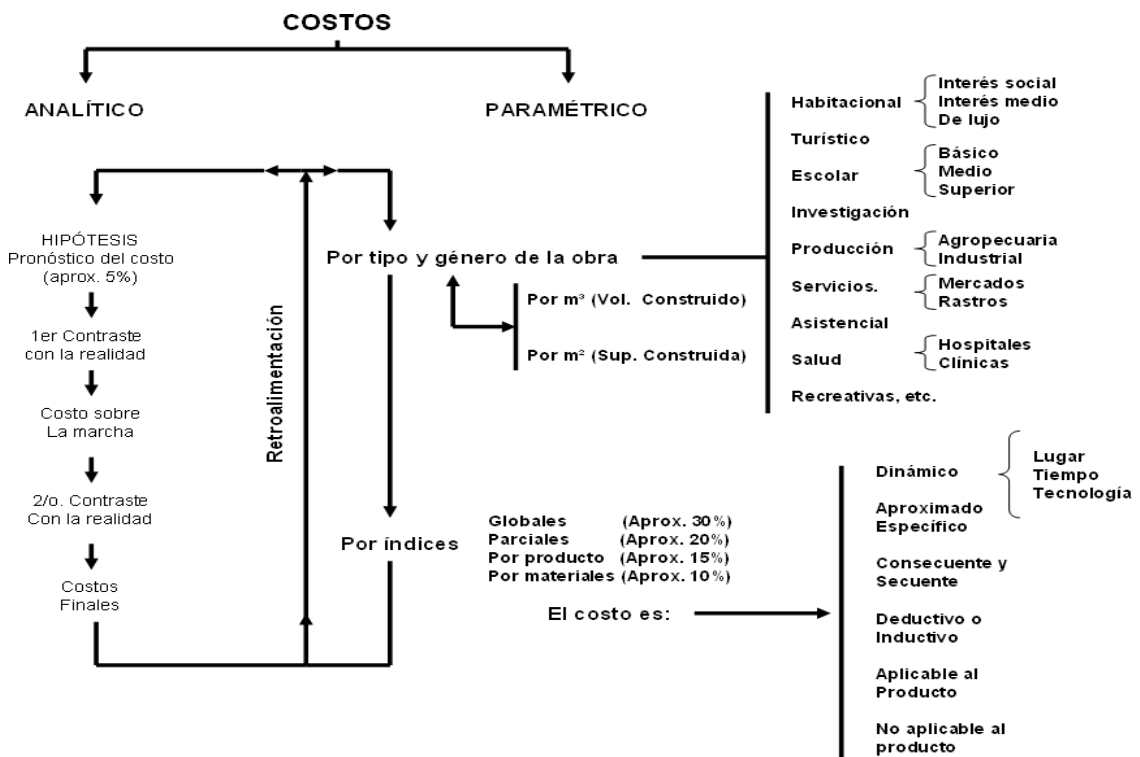 COSTOS
ANALÍTICO
PARAMÉTRICO
HIPÓTESIS
Pronóstico del costo
(aprox. 5%)
1er Contraste
con la realidad
Costo sobre
La marcha
2/o. Contraste
Con la realidad
Costos
Finales
Retroalimentación
Por tipo y género de la obra
Por m³ (Vol. Construido)
Por m² (Sup. Construida)
Habitacional
Interés social
Interés medio
De lujo
Turístico
Escolar
Básico
Medio
Superior
Investigación
Producción
Agropecuaria
Industrial
Servicios.
Mercados
Rastros
Asistencial
Salud
Hospitales
Clínicas
Recreativas, etc.
Por índices
Globales (Aprox. 30%)
Parciales (Aprox. 20%)
Por producto (Aprox. 15%)
Por materiales (Aprox. 10%)
El costo es:
Dinámico
Lugar
Tiempo
Tecnología
Aproximado
Específico
Consecuente y
Secuente
Deductivo o
Inductivo
Aplicable al
Producto
No aplicable al
producto